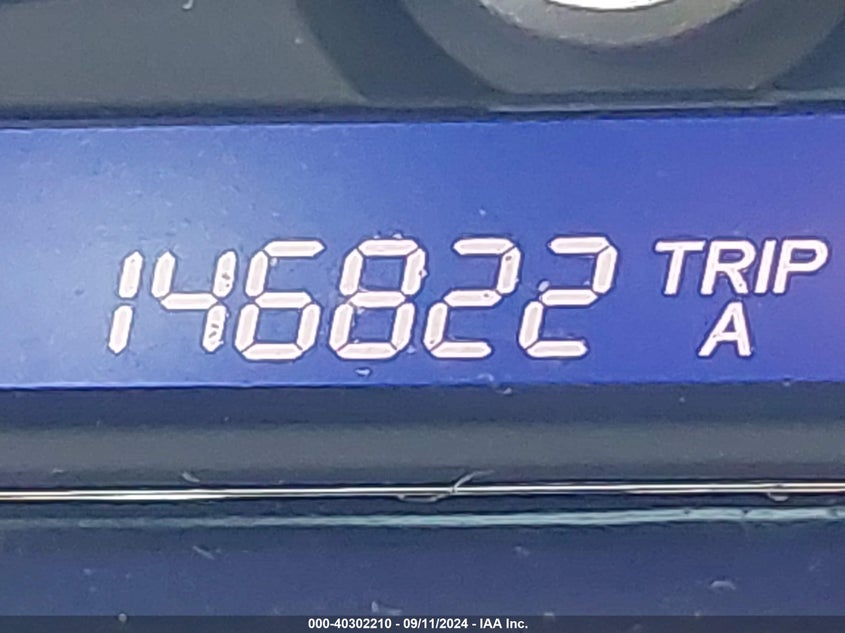 146822 TRIP A
000-40302210 - 09/11/2024 - IAA Inc.